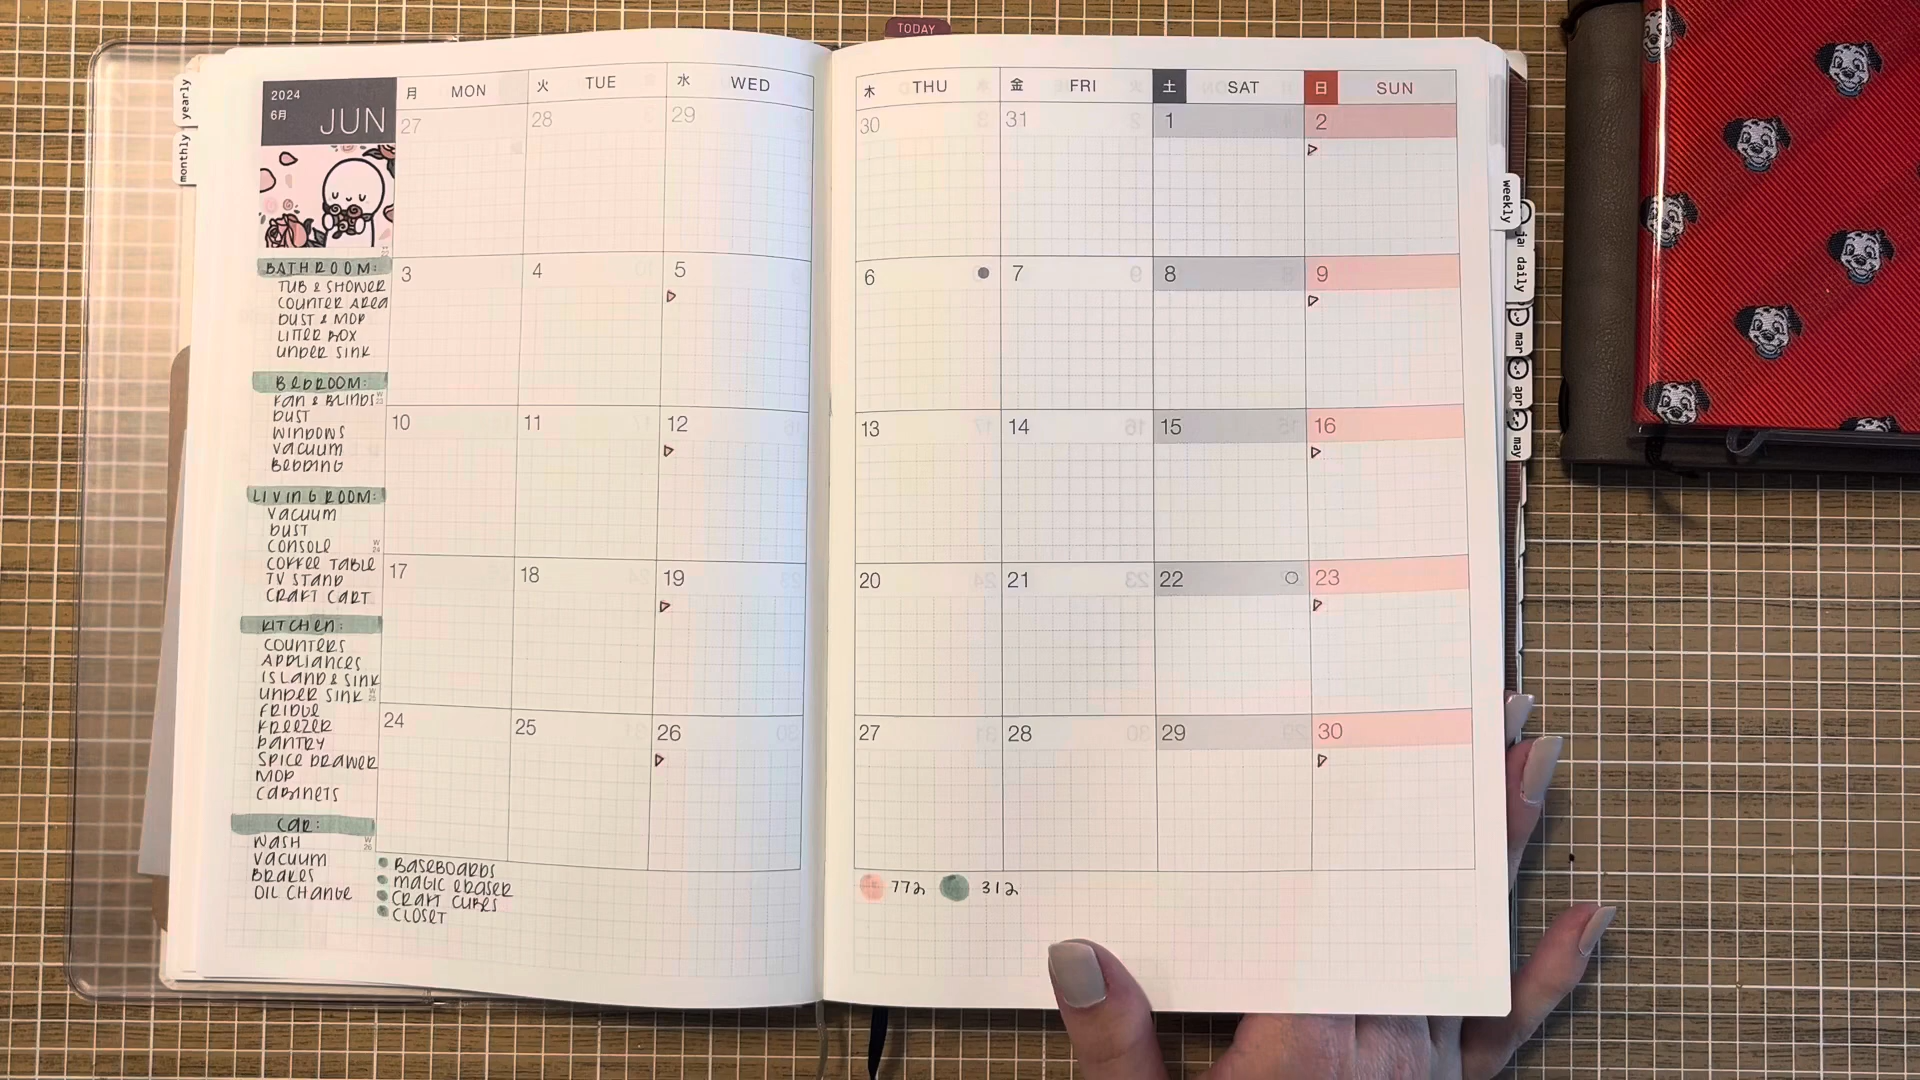 TODAY
yearly
monthly
2024
6月
JUN
月 MON
火 TUE
水 WED
木 THU
金 FRI
土 SAT
日 SUN
27
28
29
30
31
1
2
BATHROOM:
TUB & SHOWER
COUNTER AREA
DUST & MOP
LITTER BOX
UNDER SINK
3
4
5
6
7
8
9
BEDROOM:
FAN & BLINDS
DUST
WINDOWS
VACUUM
BEDDING
W
23
10
11
12
13
14
15
16
LIVINGROOM:
VACUUM
DUST
CONSOLE
COFFEE TABLE
TV STAND
CRAFT CART
W
24
17
18
19
20
21
22
23
KITCHEN:
COUNTERS
APPLIANCES
ISLAND & SINK
UNDER SINK
FRIDGE
FREEZER
PANTRY
SPICE DRAWER
MOP
CABINETS
W
25
24
25
26
27
28
29
30
CAR:
WASH
VACUUM
BRAKES
OIL CHANGE
W
26
BASEBOARDS
MAGIC ERASER
CRAFT CUBES
CLOSET
772
312
weekly
daily
mar
apr
may